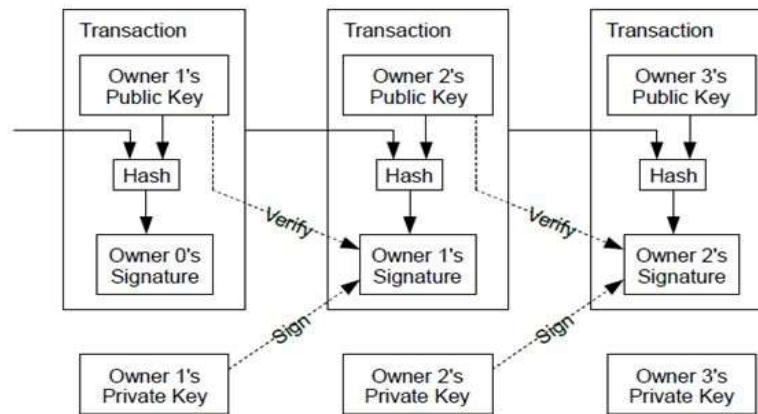 Transaction
Owner 1's
Public Key
Hash
Owner 0's
Signature
Transaction
Owner 2's
Public Key
Hash
Owner 1's
Signature
Transaction
Owner 3's
Public Key
Hash
Owner 2's
Signature
Verify
Verify
Sign
Sign
Owner 1's
Private Key
Owner 2's
Private Key
Owner 3's
Private Key